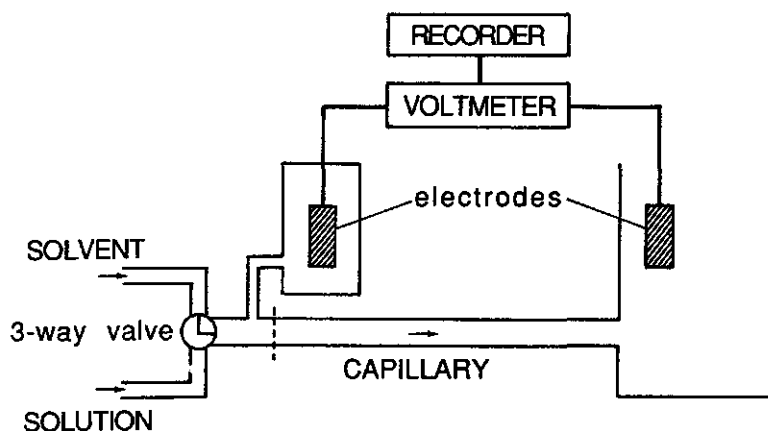 RECORDER
VOLTMETER
electrodes
SOLVENT
3-way valve
CAPILLARY
SOLUTION